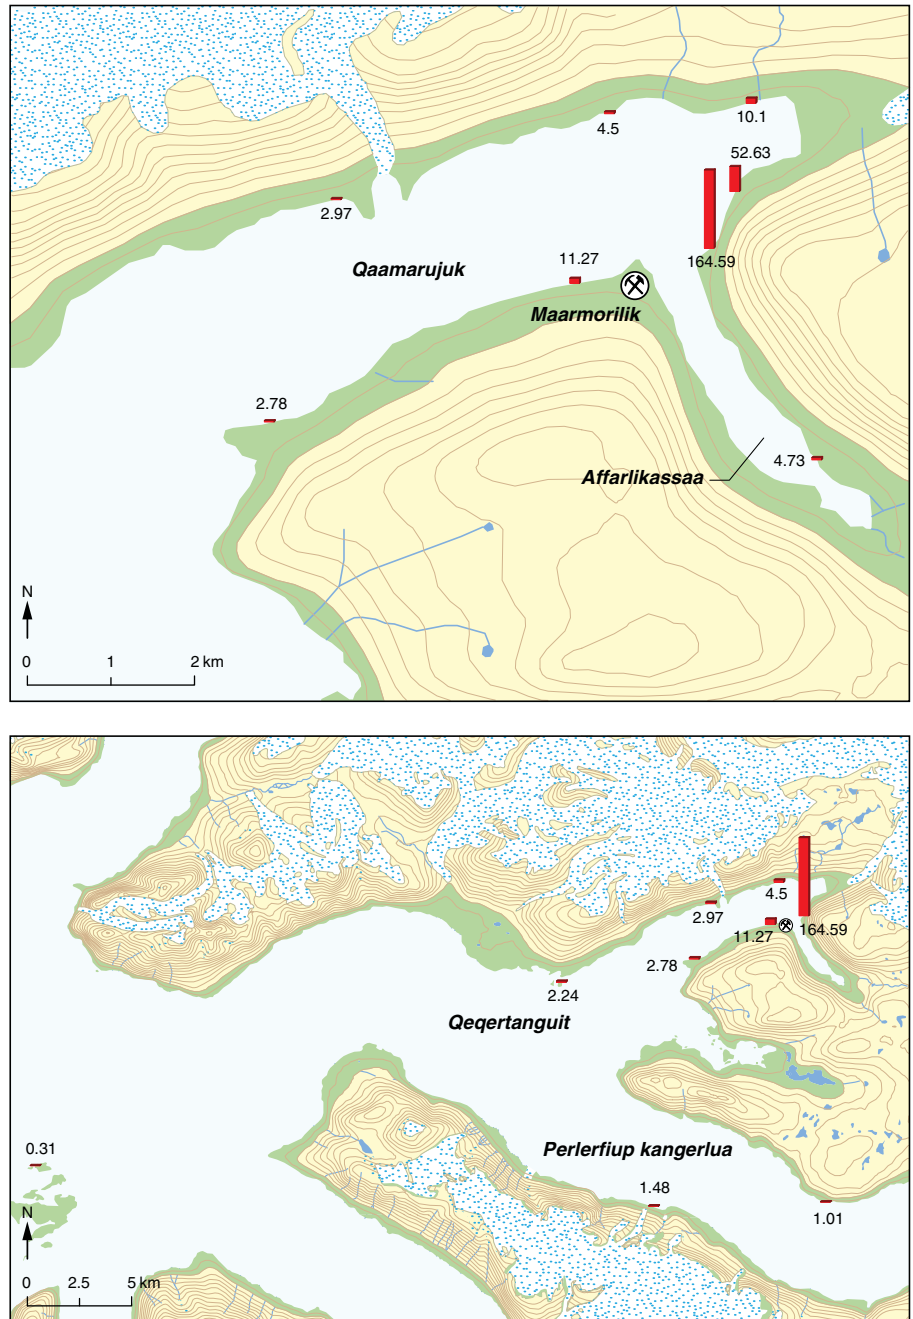 4.5
10.1
52.63
2.97
164.59
11.27
Qaamarujuk
Maarmorilik
2.78
4.73
Affarlikassaa
N
0 1 2 km
4.5
2.97
11.27
164.59
2.78
2.24
Qeqertanguit
0.31
Perlerfiup kangerlua
1.48
1.01
N
0 2.5 5 km